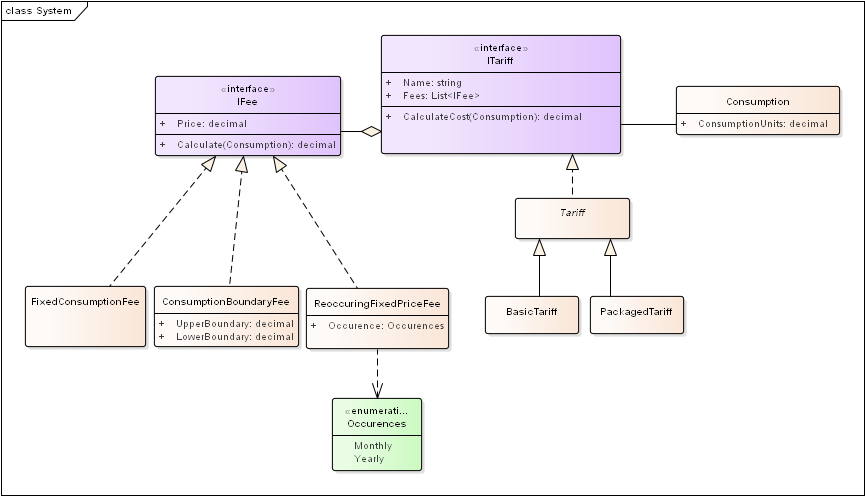 class System
«interface»
IFee
+ Price: decimal
+ Calculate(Consumption): decimal
«interface»
ITariff
+ Name: string
+ Fees: List<IFee>
+ CalculateCost(Consumption): decimal
Consumption
+ ConsumptionUnits: decimal
Tariff
FixedConsumptionFee
ConsumptionBoundaryFee
+ UpperBoundary: decimal
+ LowerBoundary: decimal
ReoccuringFixedPriceFee
+ Occurence: Occurences
BasicTariff
PackagedTariff
«enumerati...
Occurences
Monthly
Yearly